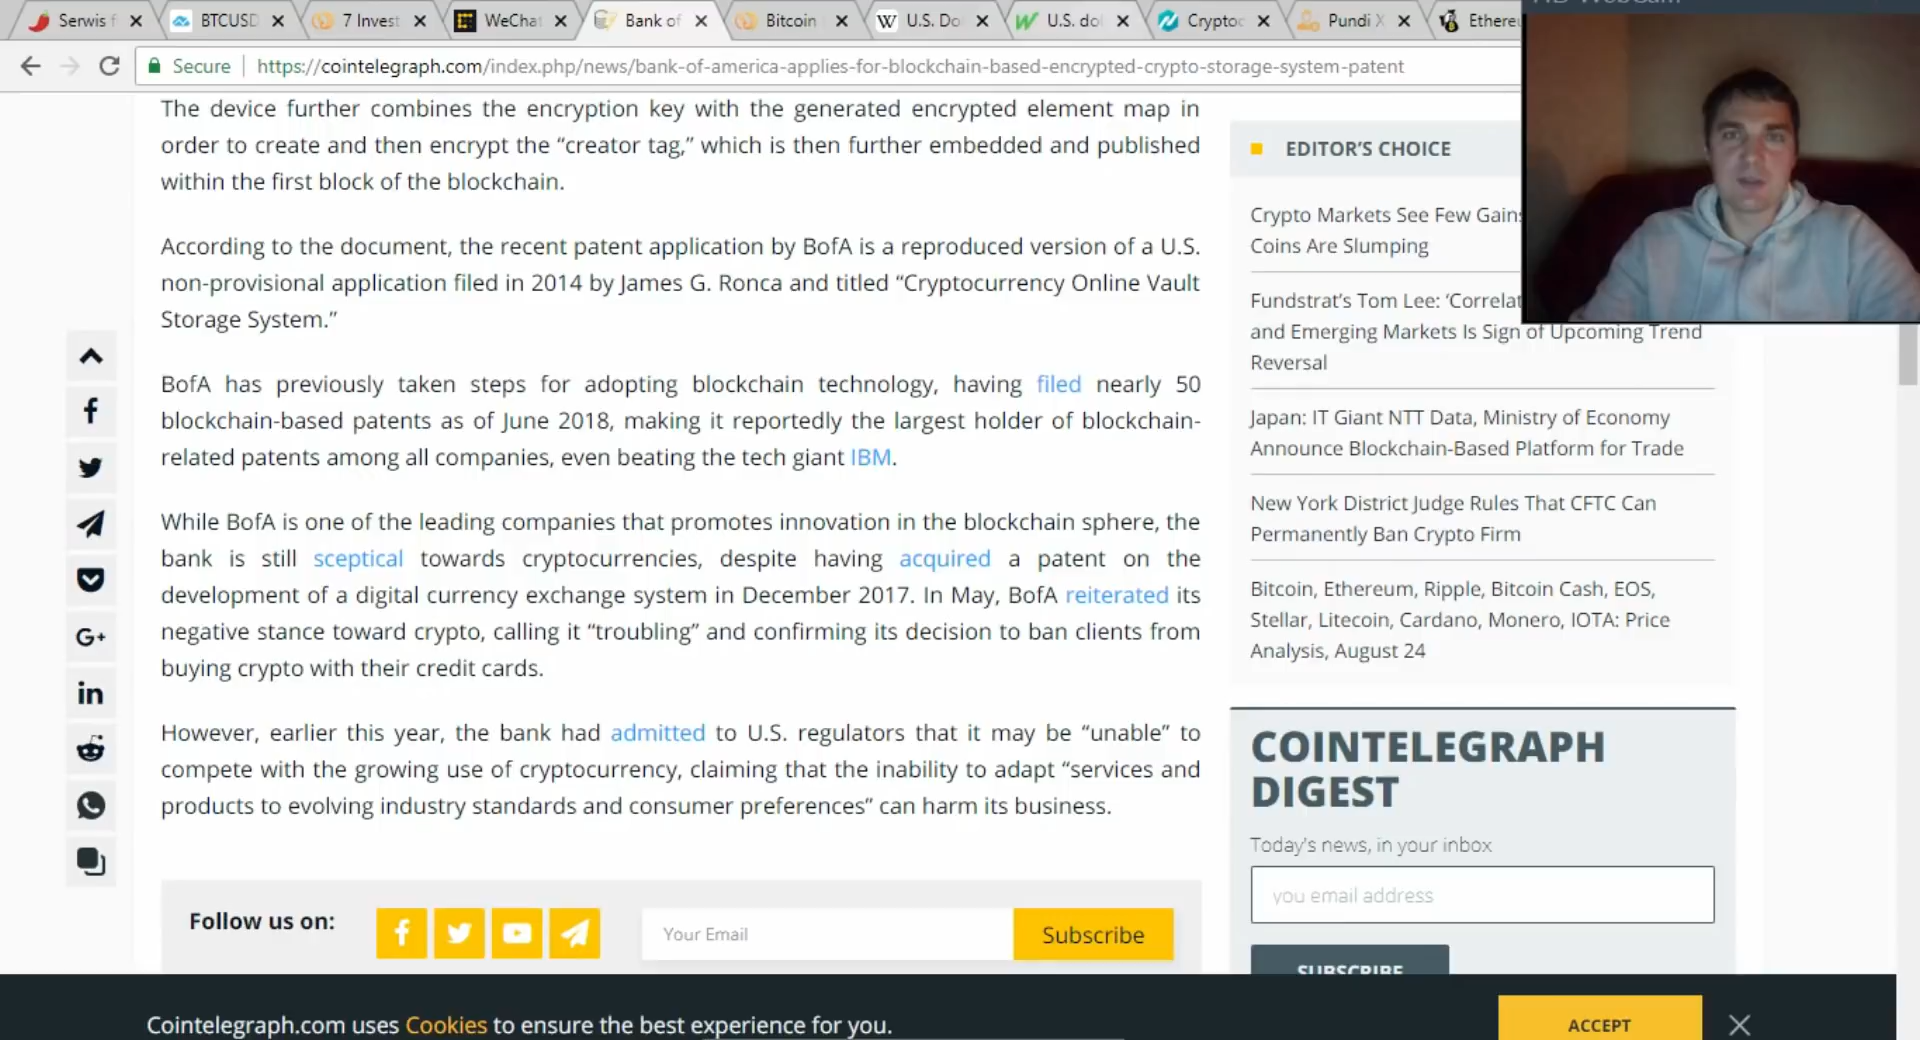 Serwis f
BTCUSD
7 Invest
WeChat
Bank of
Bitcoin
U.S. Do
U.S. dol
Cryptoc
Pundi X
Ethereu
Secure
https://cointelegraph.com/index.php/news/bank-of-america-applies-for-blockchain-based-encrypted-crypto-storage-system-patent
The device further combines the encryption key with the generated encrypted element map in
order to create and then encrypt the “creator tag,” which is then further embedded and published
within the first block of the blockchain.
According to the document, the recent patent application by BofA is a reproduced version of a U.S.
non-provisional application filed in 2014 by James G. Ronca and titled “Cryptocurrency Online Vault
Storage System.”
BofA has previously taken steps for adopting blockchain technology, having filed nearly 50
blockchain-based patents as of June 2018, making it reportedly the largest holder of blockchain-
related patents among all companies, even beating the tech giant IBM.
While BofA is one of the leading companies that promotes innovation in the blockchain sphere, the
bank is still sceptical towards cryptocurrencies, despite having acquired a patent on the
development of a digital currency exchange system in December 2017. In May, BofA reiterated its
negative stance toward crypto, calling it “troubling” and confirming its decision to ban clients from
buying crypto with their credit cards.
However, earlier this year, the bank had admitted to U.S. regulators that it may be “unable” to
compete with the growing use of cryptocurrency, claiming that the inability to adapt “services and
products to evolving industry standards and consumer preferences” can harm its business.
Follow us on:
Your Email
Subscribe
EDITOR’S CHOICE
Crypto Markets See Few Gains
Coins Are Slumping
Fundstrat’s Tom Lee: ‘Correlat
and Emerging Markets Is Sign of Upcoming Trend
Reversal
Japan: IT Giant NTT Data, Ministry of Economy
Announce Blockchain-Based Platform for Trade
New York District Judge Rules That CFTC Can
Permanently Ban Crypto Firm
Bitcoin, Ethereum, Ripple, Bitcoin Cash, EOS,
Stellar, Litecoin, Cardano, Monero, IOTA: Price
Analysis, August 24
COINTELEGRAPH
DIGEST
Today's news, in your inbox
you email address
SUBSCRIBE
Cointelegraph.com uses Cookies to ensure the best experience for you.
ACCEPT